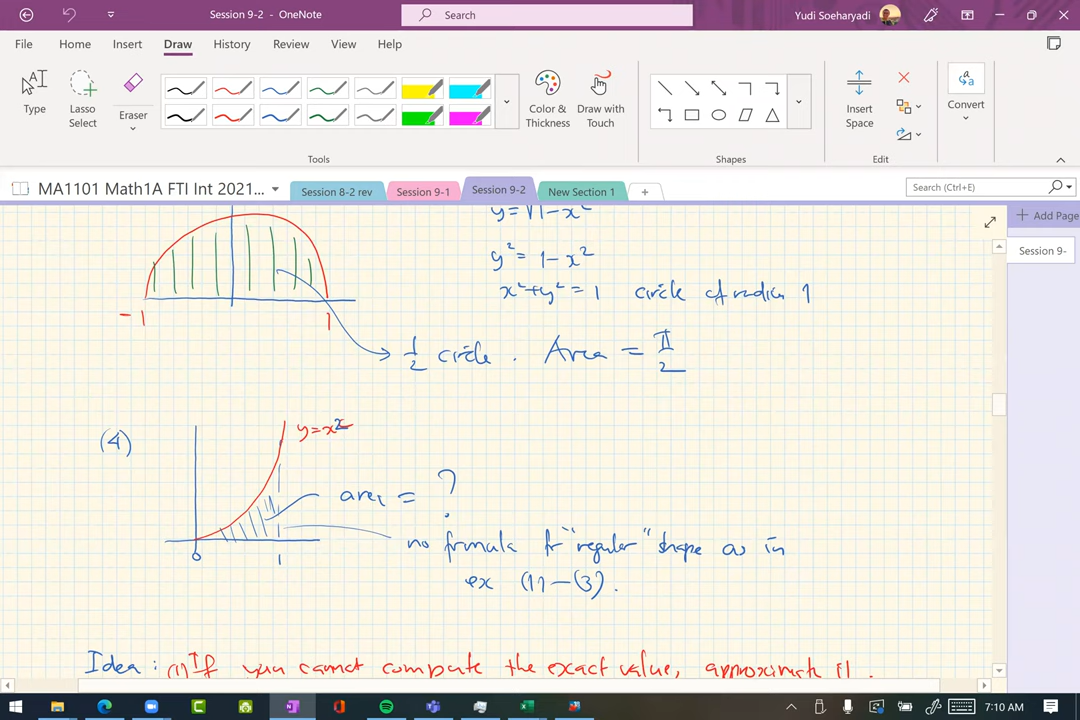 Session 9-2 - OneNote
Search
Yudi Soeharyadi
File Home Insert Draw History Review View Help
Type
Lasso Select
Eraser
Color & Thickness
Draw with Touch
Insert Space
Convert
Tools
Shapes
Edit
MA1101 Math1A FTI Int 2021...
Session 8-2 rev
Session 9-1
Session 9-2
New Section 1
Search (Ctrl+E)
Add Page
Session 9-
y = √1-x²
y² = 1-x²
x²+y² = 1 circle of radius 1
-1 1
1/2 circle. Area = π/2
(4)
y=x²
area = ?
0 1
no formula fr "regular" shape as in
ex (1) – (3).
Idea: (1) If you cannot compute the exact value, approximate it.
7:10 AM